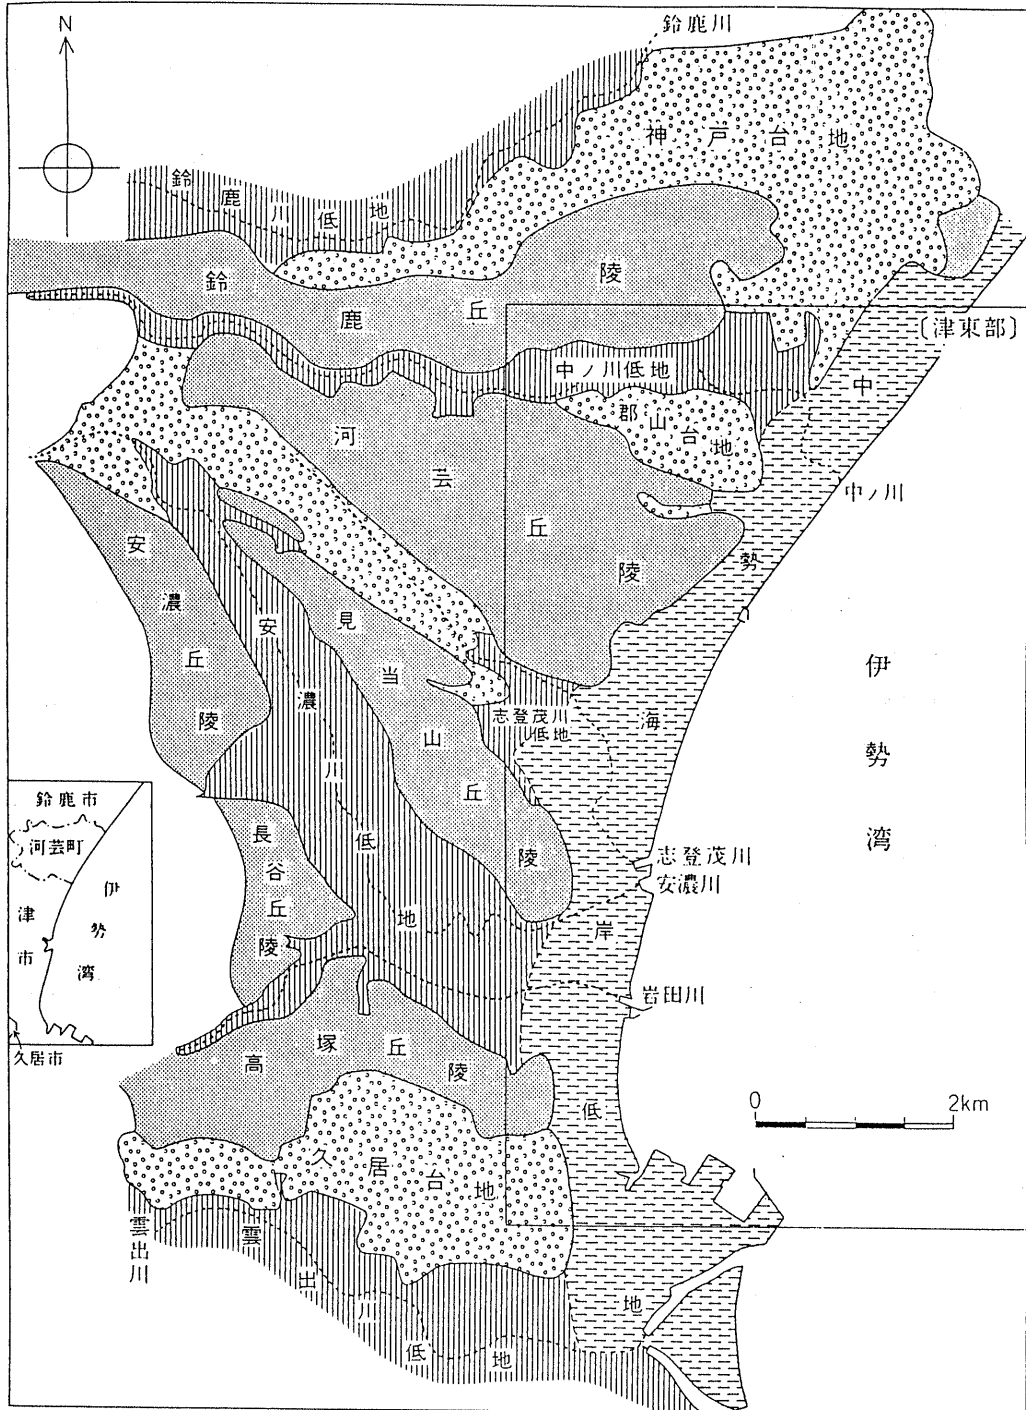 N
鈴鹿川
神戸台地
鈴鹿川低地
鈴鹿丘陵
〔津東部〕
中ノ川低地
郡山台地
中勢海岸低地
河芸丘陵
中ノ川
安濃丘陵
安濃川低地
見当山丘陵
伊勢湾
志登茂川
低地
鈴鹿市
河芸町
伊勢湾
津市
久居市
長谷丘陵
志登茂川
安濃川
岩田川
高塚丘陵
0 2km
久居台地
雲出川
雲出川低地